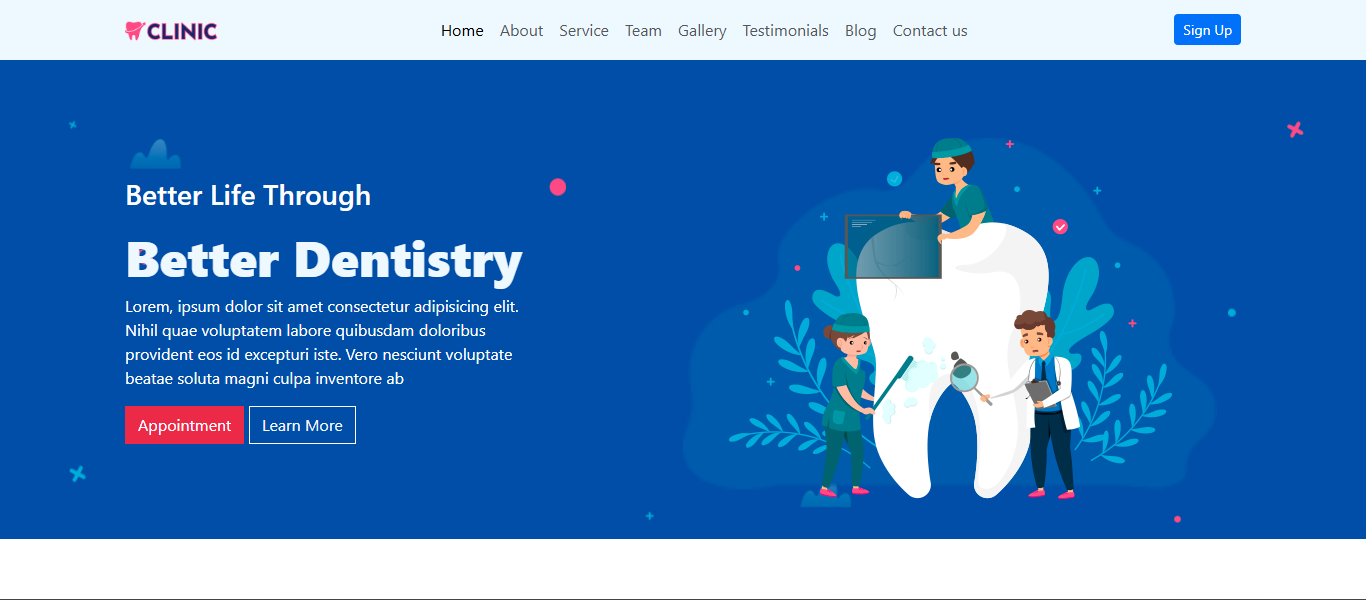 CLINIC
Home About Service Team Gallery Testimonials Blog Contact us
Sign Up
Better Life Through
Better Dentistry
Lorem, ipsum dolor sit amet consectetur adipisicing elit.
Nihil quae voluptatem labore quibusdam doloribus
provident eos id excepturi iste. Vero nesciunt voluptate
beatae soluta magni culpa inventore ab
Appointment
Learn More